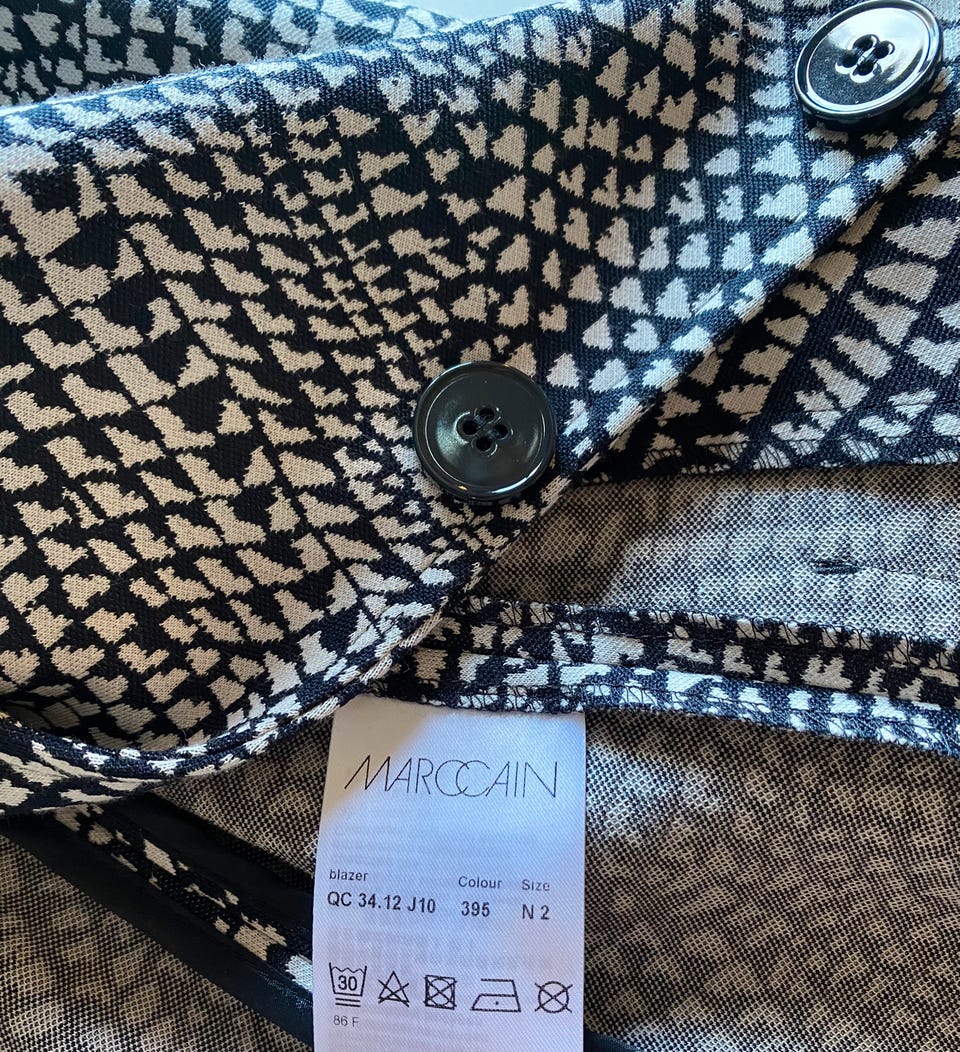 MARCCAIN
blazer Colour Size
QC 34.12 J10 395 N 2
30
86 F